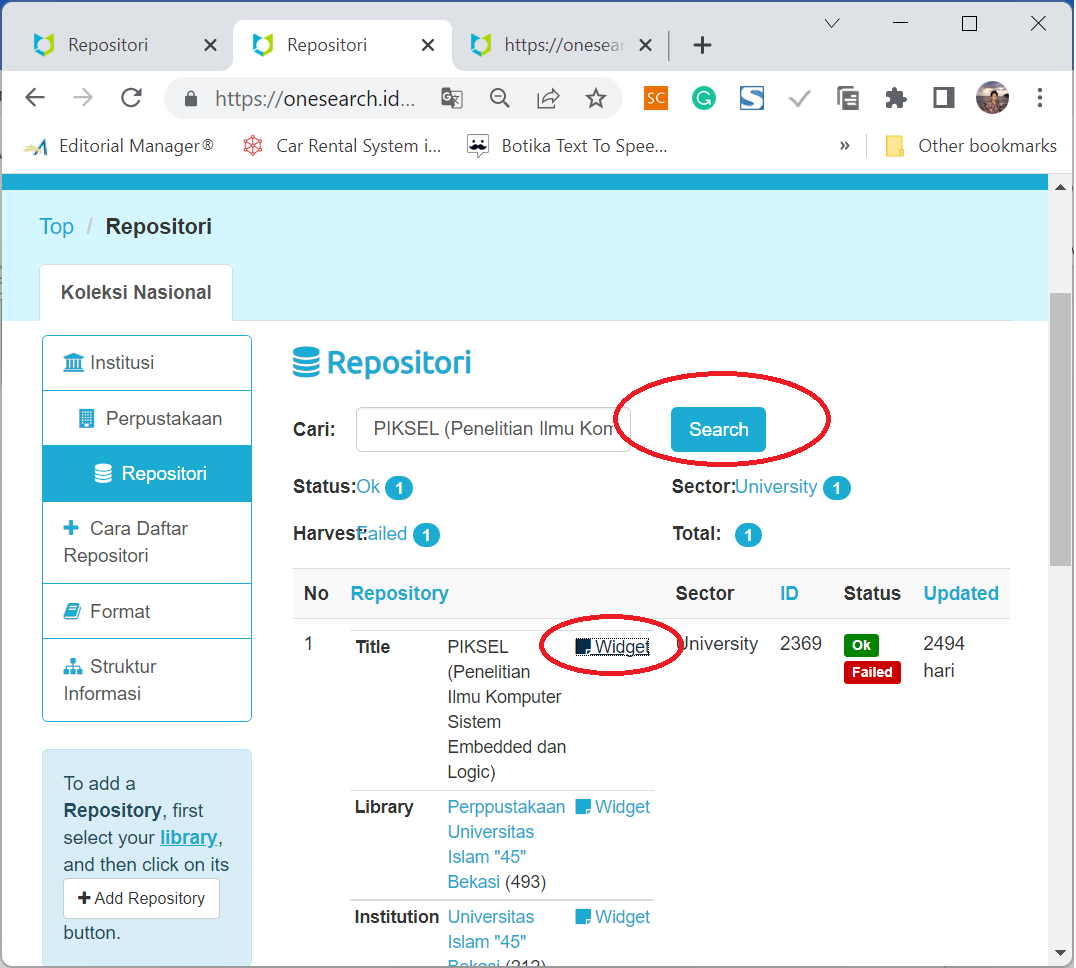 Repositori
Repositori
https://onesear
https://onesearch.id...
SC
Editorial Manager®
Car Rental System i...
Botika Text To Spee...
»
Other bookmarks
Top / Repositori
Koleksi Nasional
Institusi
Perpustakaan
Repositori
Cara Daftar
Repositori
Format
Struktur
Informasi
To add a
Repository, first
select your library,
and then click on its
Add Repository
button.
Repositori
Cari: PIKSEL (Penelitian Ilmu Kom Search
Status: Ok 1 Sector: University 1
Harvest: Failed 1 Total: 1
No Repository Sector ID Status Updated
1 Title PIKSEL Widget University 2369 Ok 2494
(Penelitian Failed hari
Ilmu Komputer
Sistem
Embedded dan
Logic)
Library Perppustakaan Widget
Universitas
Islam "45"
Bekasi (493)
Institution Universitas Widget
Islam "45"
Bekasi (212)